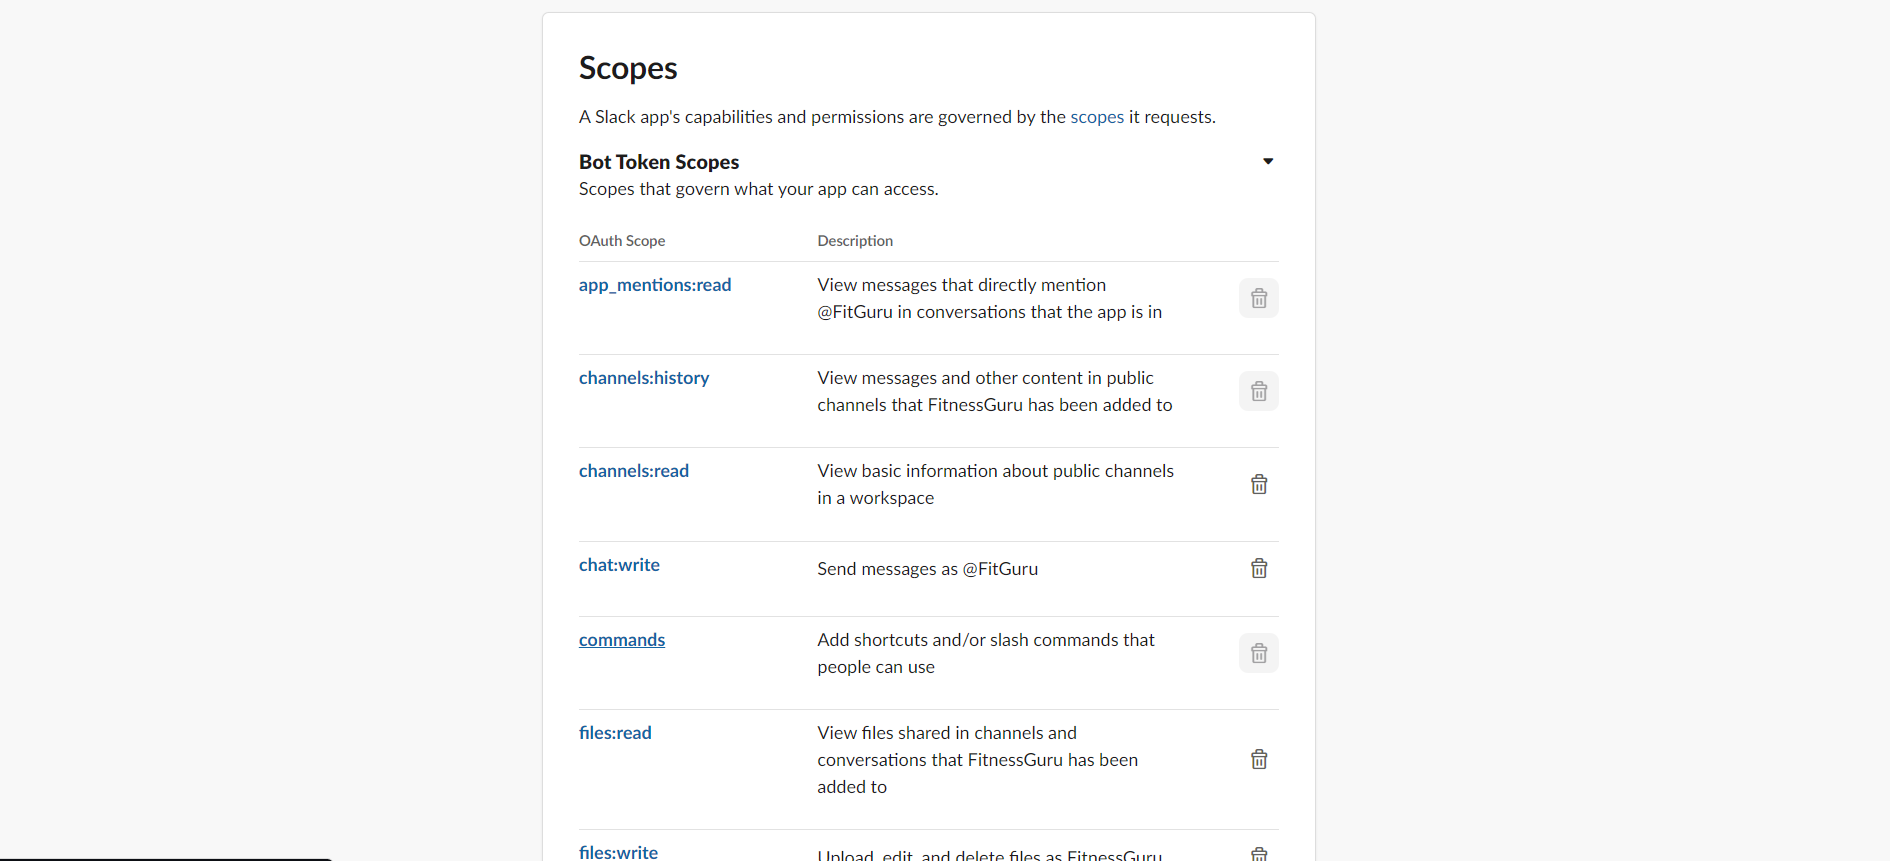 Scopes
A Slack app's capabilities and permissions are governed by the scopes it requests.
Bot Token Scopes
Scopes that govern what your app can access.
OAuth Scope Description
app_mentions:read View messages that directly mention
@FitGuru in conversations that the app is in
channels:history View messages and other content in public
channels that FitnessGuru has been added to
channels:read View basic information about public channels
in a workspace
chat:write Send messages as @FitGuru
commands Add shortcuts and/or slash commands that
people can use
files:read View files shared in channels and
conversations that FitnessGuru has been
added to
files:write Upload, edit, and delete files as FitnessGuru